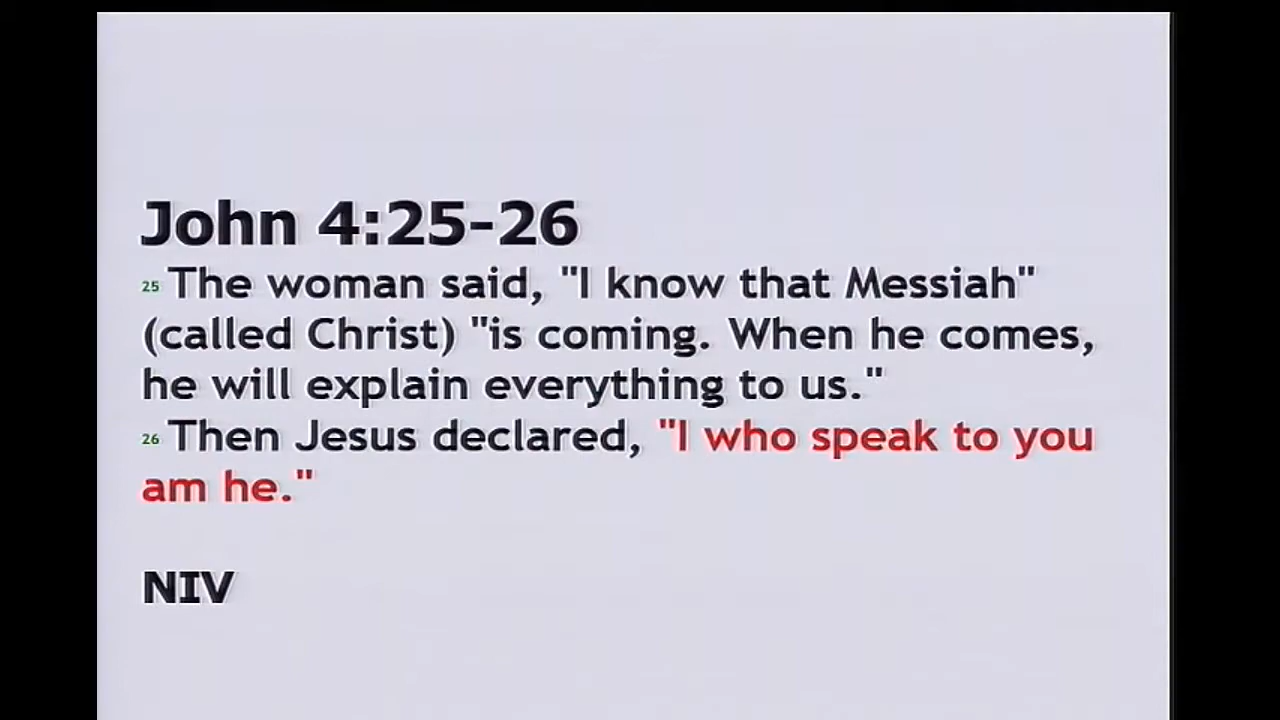 John 4:25-26
25 The woman said, "I know that Messiah"
(called Christ) "is coming. When he comes,
he will explain everything to us."
26 Then Jesus declared, "I who speak to you
am he."
NIV